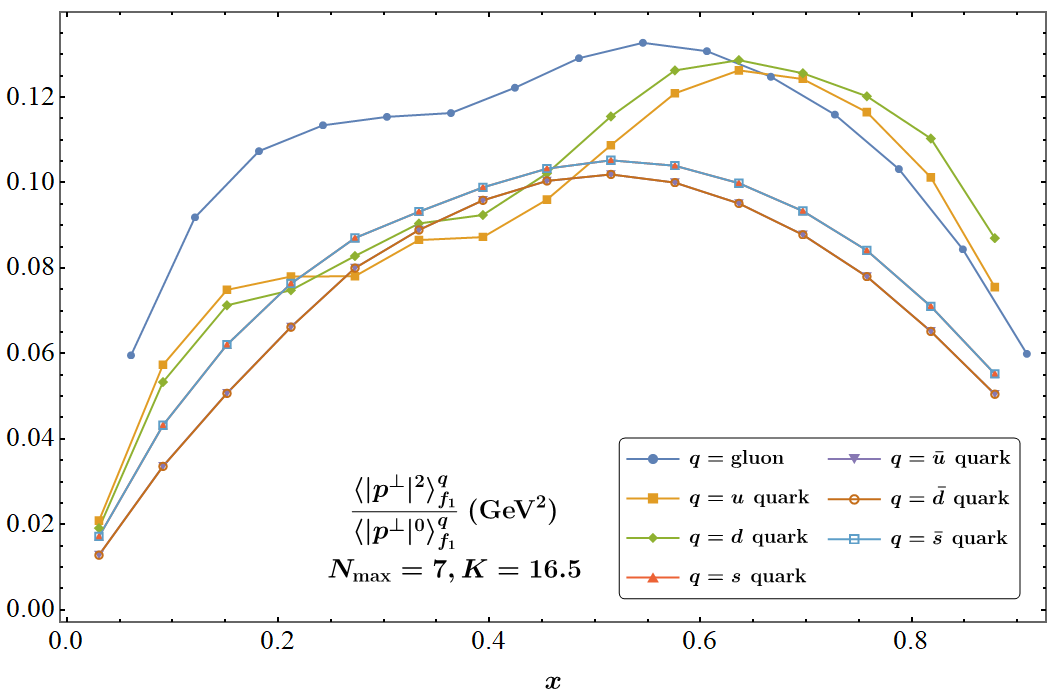 0.12
0.10
0.08
0.06
0.04
0.02
0.00
0.0 0.2 0.4 0.6 0.8
x
⟨|p⊥|²⟩^q_{f₁} / ⟨|p⊥|⁰⟩^q_{f₁} (GeV²)
N_max = 7, K = 16.5
q = gluon
q = u quark
q = d quark
q = s quark
q = ū quark
q = d̄ quark
q = s̄ quark